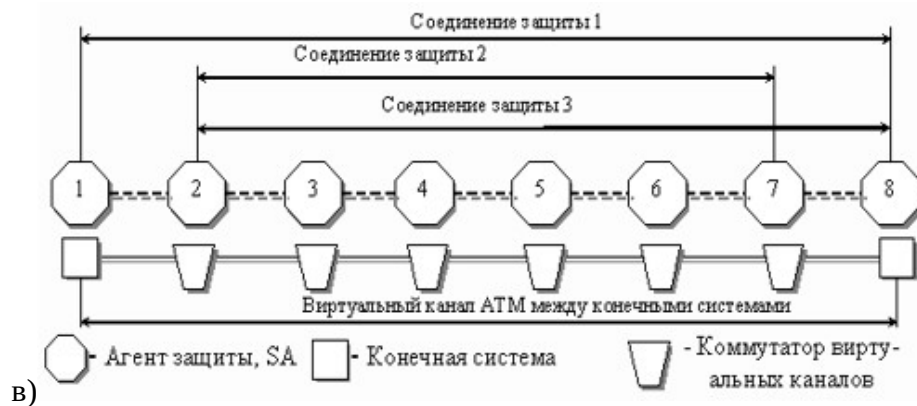 Соединение защиты 1
Соединение защиты 2
Соединение защиты 3
1 2 3 4 5 6 7 8
Виртуальный канал АТМ между конечными системами
- Агент защиты, SA - Конечная система - Коммутатор вирту-
альных каналов
в)